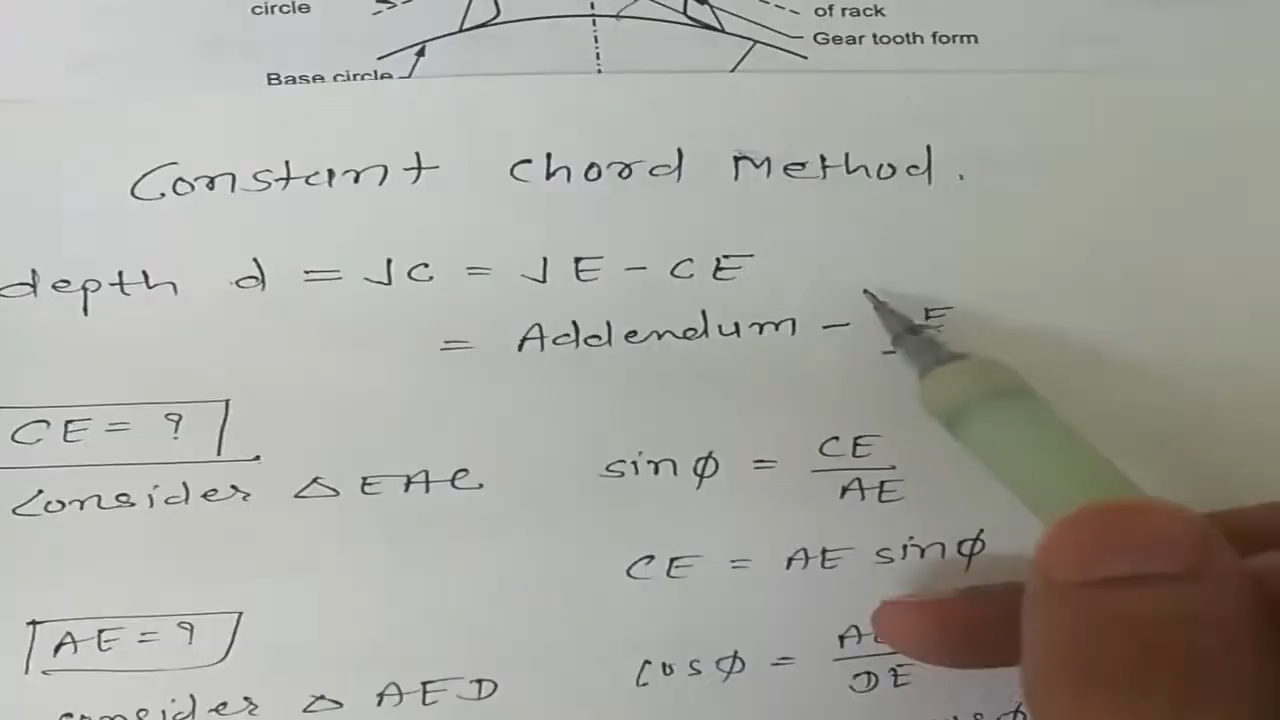 circle
of rack
Gear tooth form
Base circle
Constant Chord Method.
depth d = JC = JE - CE
= Addendum - E
CE = ?
Consider △ EAC sin φ = CE / AE
CE = AE sin φ
AE = ?
Consider △ AED cos φ = / DE